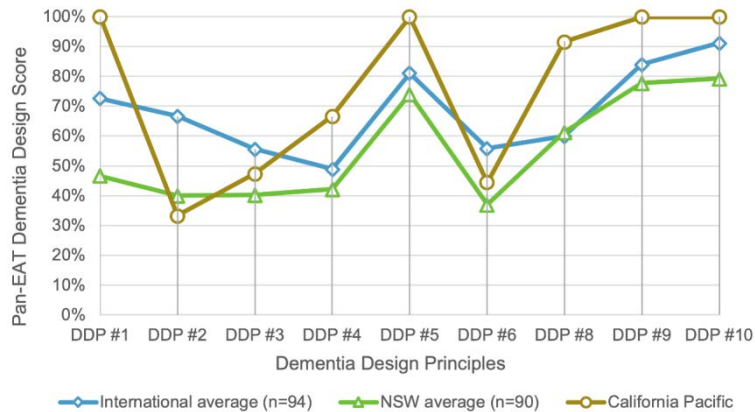 100%
90%
80%
70%
60%
50%
40%
30%
20%
10%
0%
Pan-EAT Dementia Design Score
DDP #1 DDP #2 DDP #3 DDP #4 DDP #5 DDP #6 DDP #8 DDP #9 DDP #10
Dementia Design Principles
International average (n=94) NSW average (n=90) California Pacific